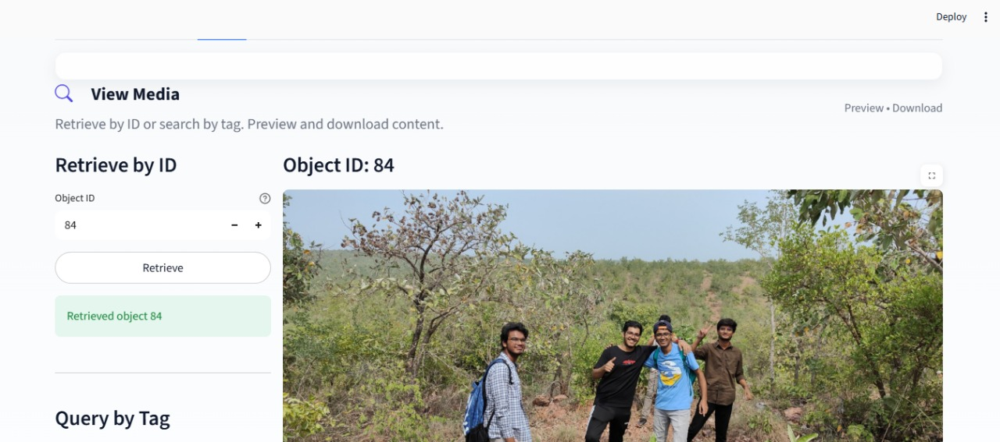 Deploy
View Media
Preview • Download
Retrieve by ID or search by tag. Preview and download content.
Retrieve by ID
Object ID: 84
Object ID
84
Retrieve
Retrieved object 84
Query by Tag